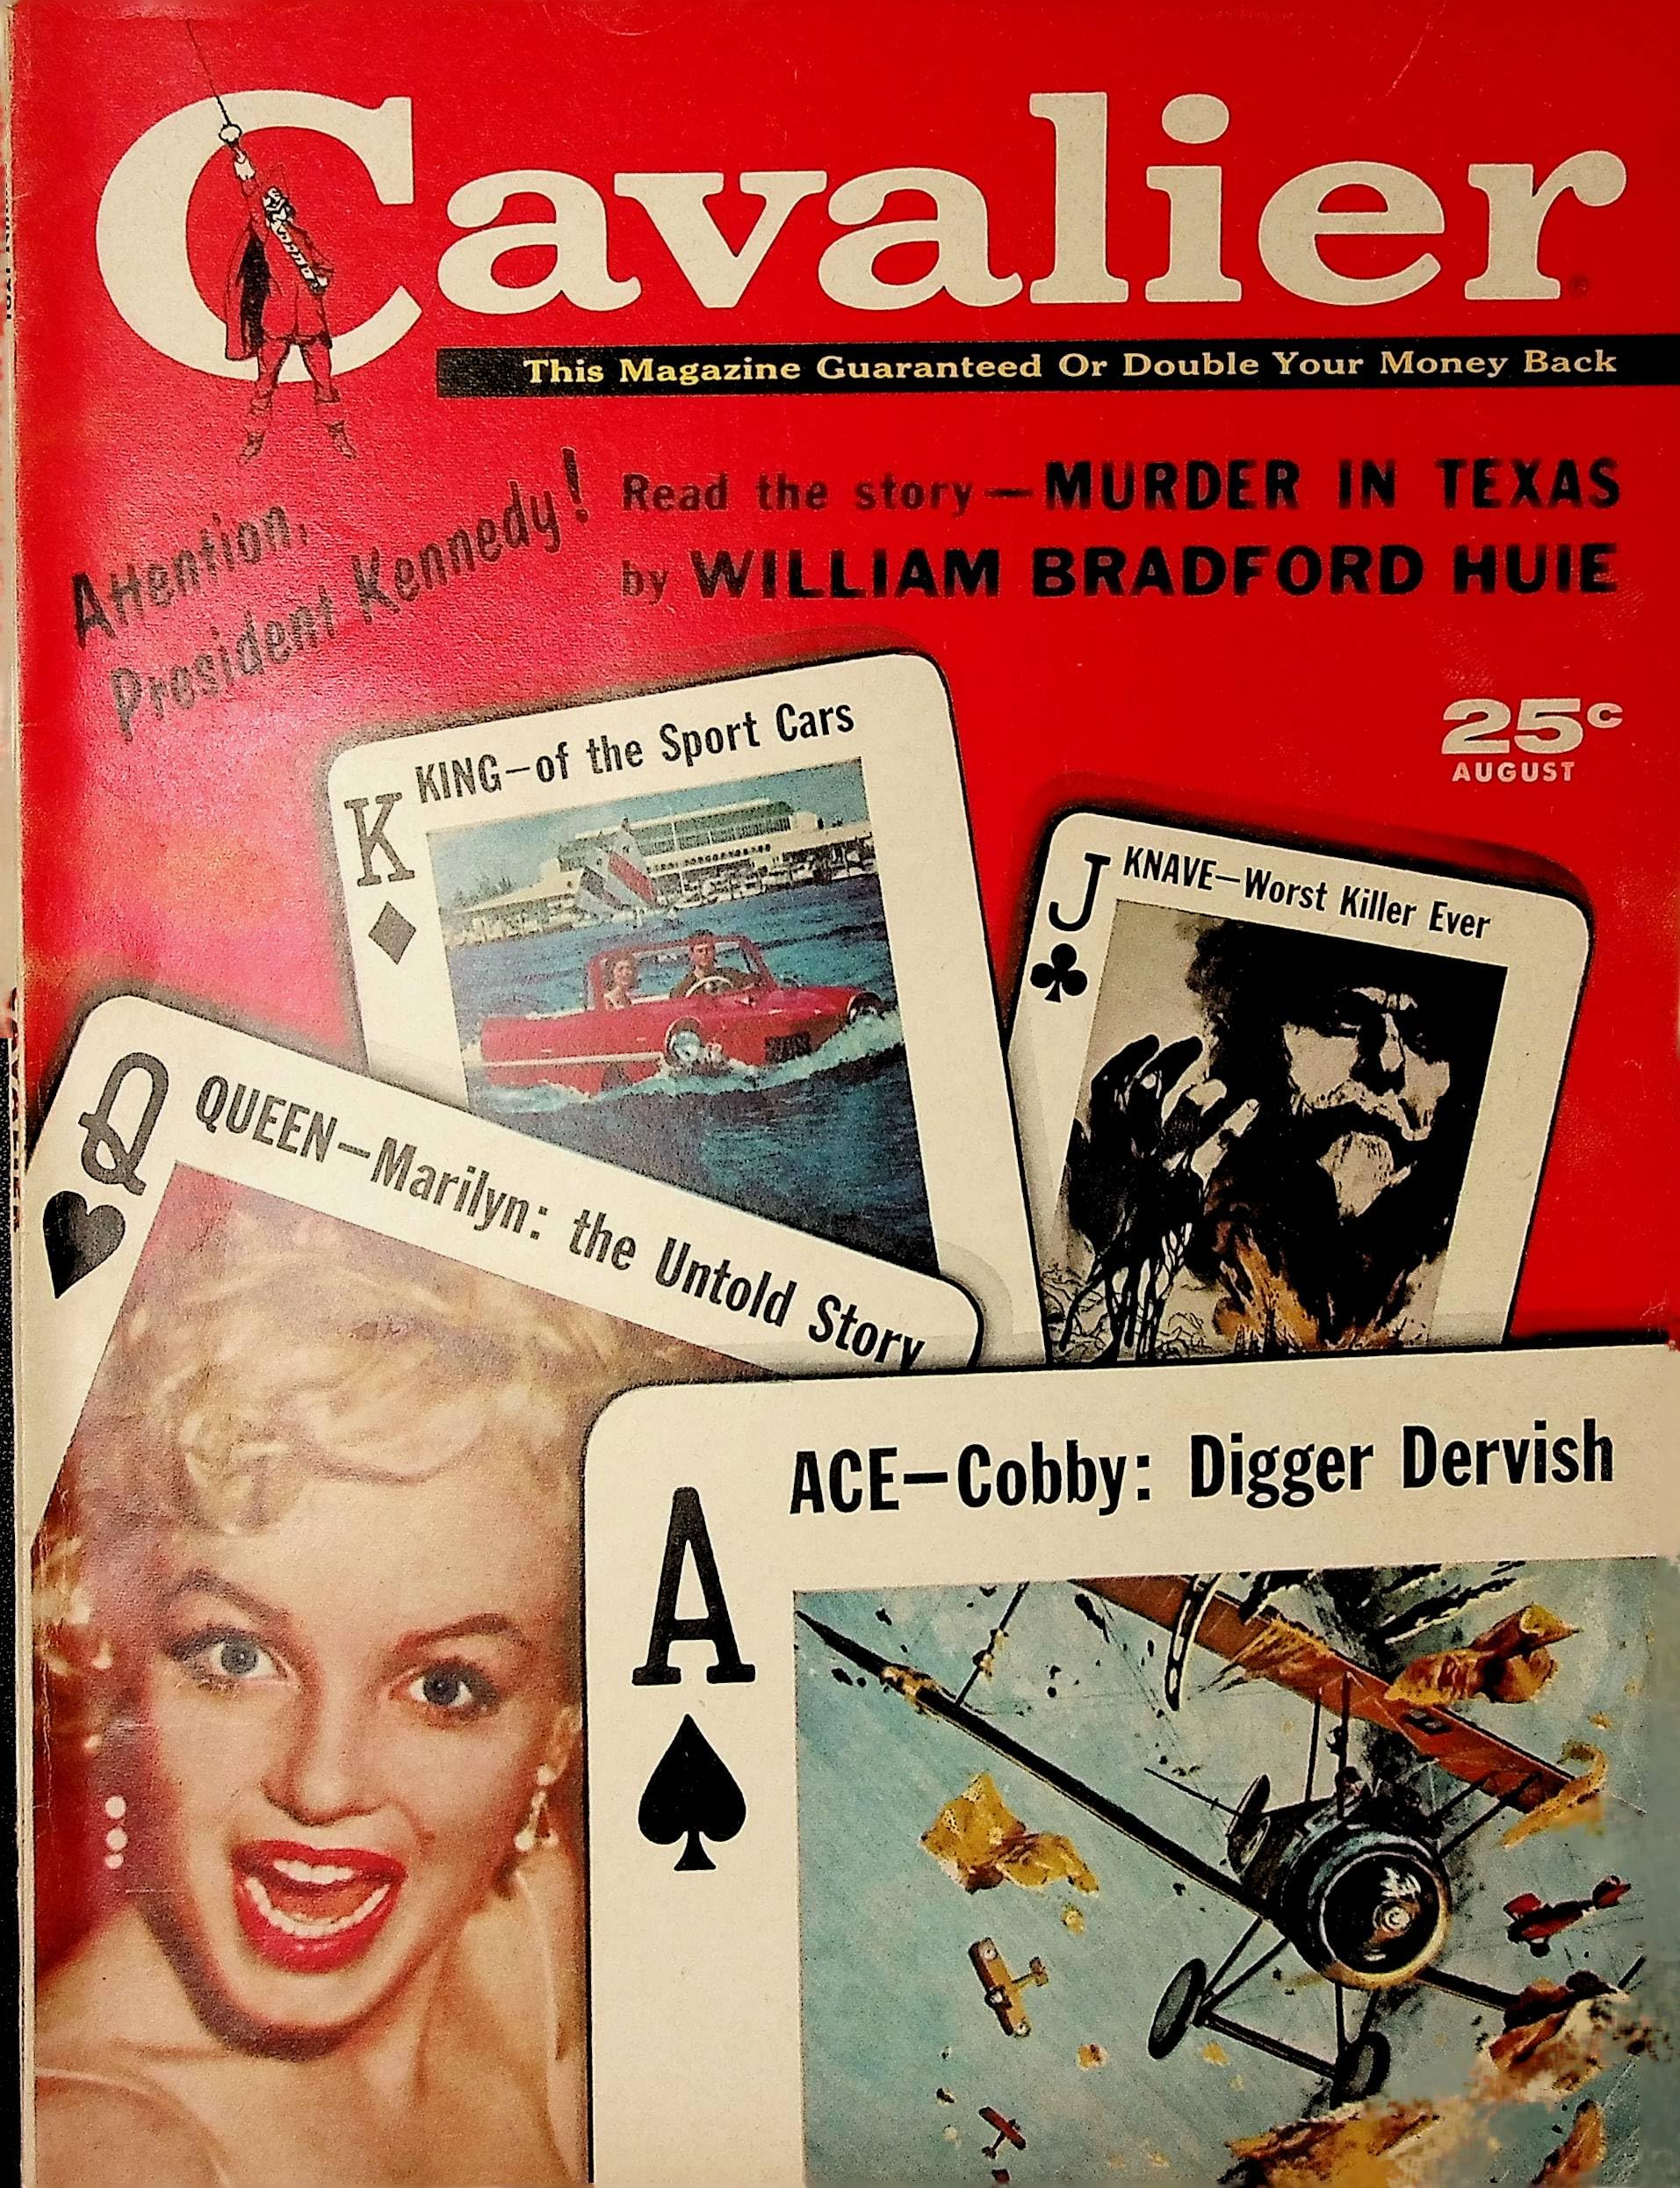 Cavalier
This Magazine Guaranteed Or Double Your Money Back
Attention,
President Kennedy!
Read the story—MURDER IN TEXAS
by WILLIAM BRADFORD HUIE
25c
AUGUST
K
KING—of the Sport Cars
J
KNAVE—Worst Killer Ever
Q
QUEEN—Marilyn: the Untold Story
A
ACE—Cobby: Digger Dervish